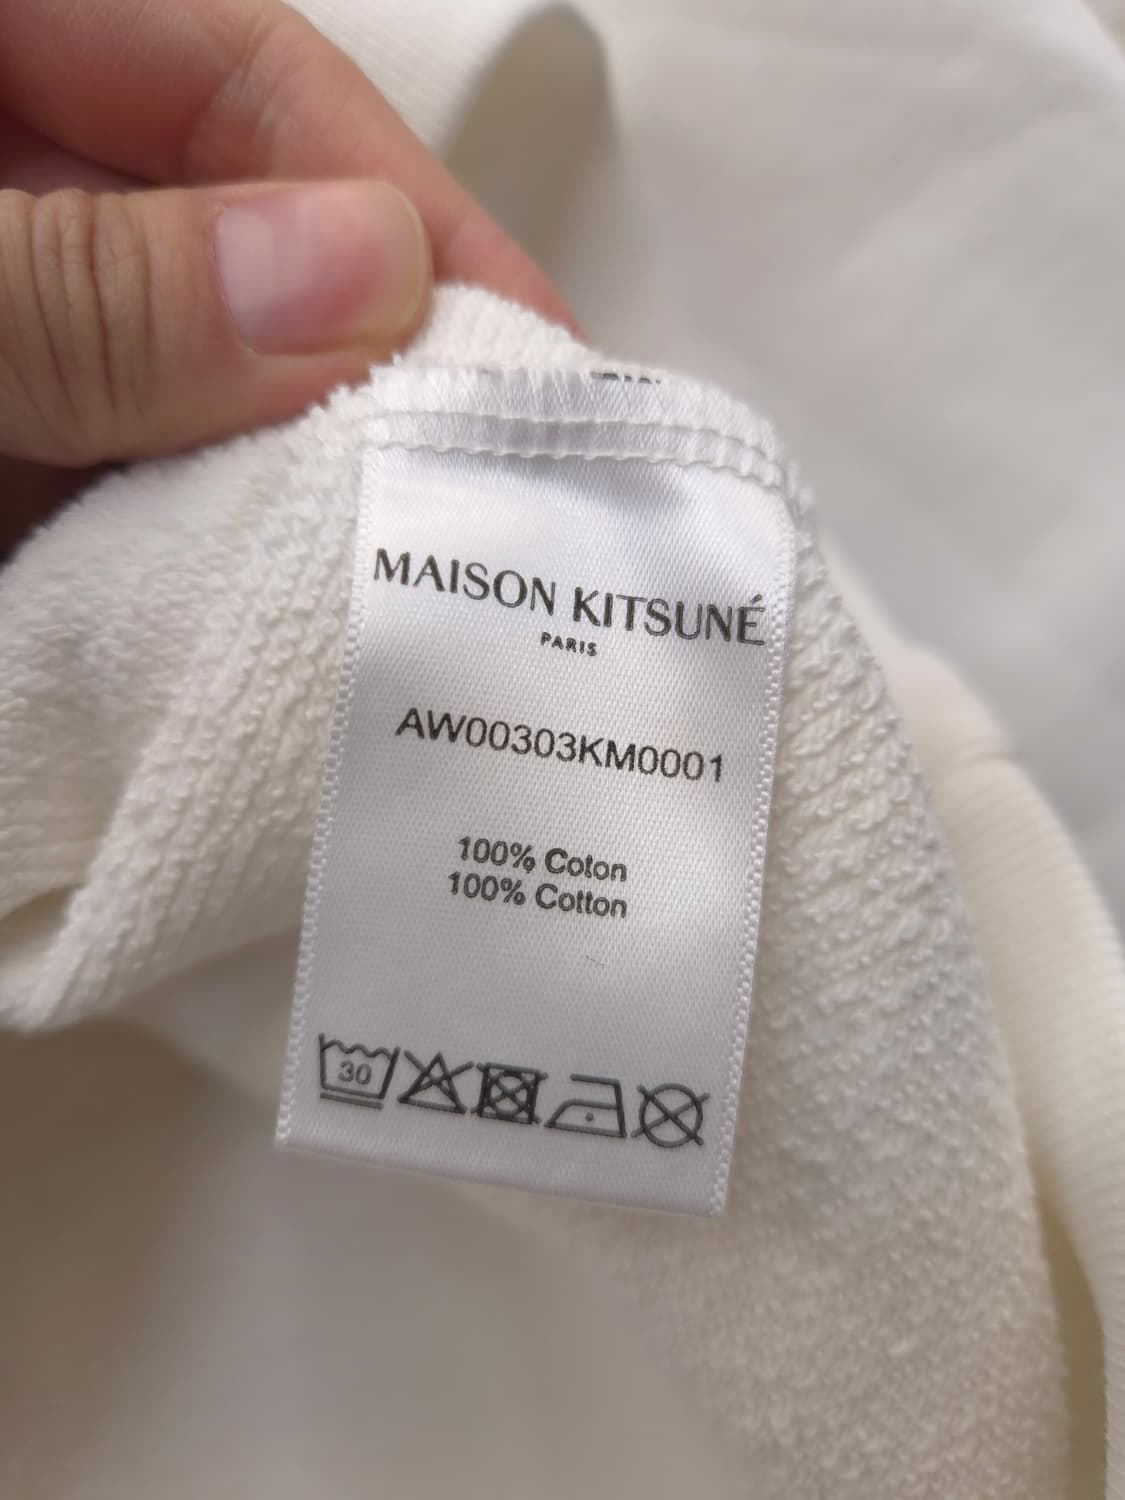 MAISON KITSUNÉ
PARIS
AW00303KM0001
100% Coton
100% Cotton
30